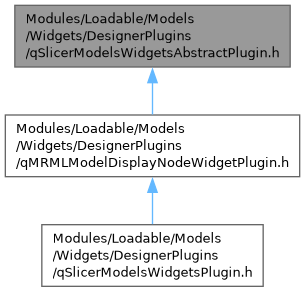 Modules/Loadable/Models
/Widgets/DesignerPlugins
/qSlicerModelsWidgetsAbstractPlugin.h
Modules/Loadable/Models
/Widgets/DesignerPlugins
/qMRMLModelDisplayNodeWidgetPlugin.h
Modules/Loadable/Models
/Widgets/DesignerPlugins
/qSlicerModelsWidgetsPlugin.h